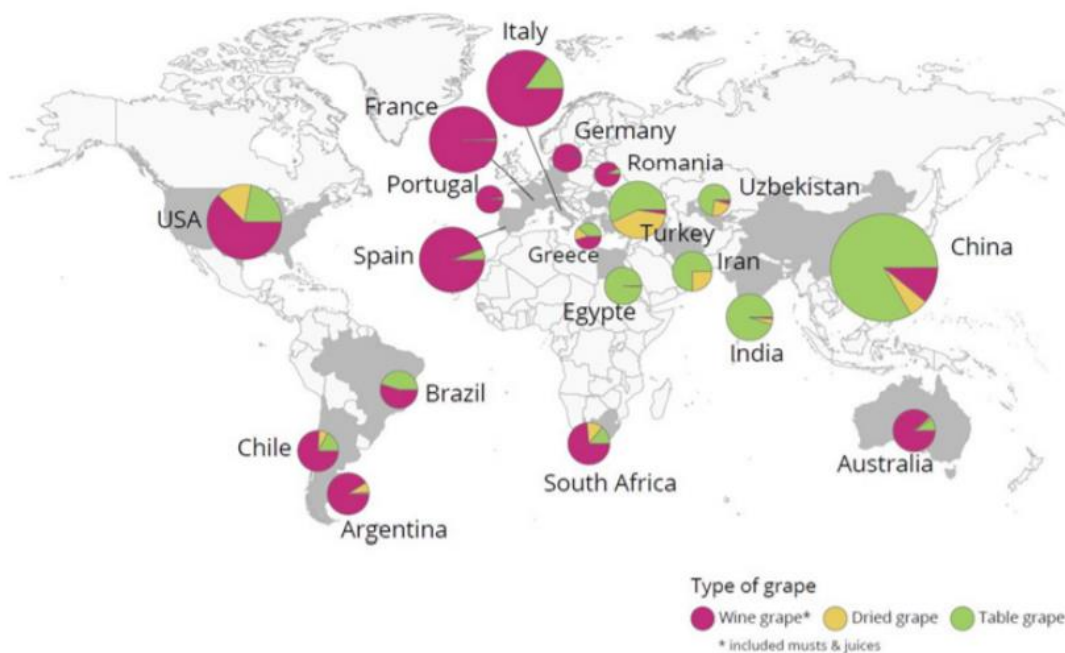 Italy
France
Germany
Romania
Portugal
Uzbekistan
USA
Turkey
China
Spain
Greece
Iran
Egypte
India
Brazil
Chile
Australia
South Africa
Argentina
Type of grape
Wine grape* Dried grape Table grape
* included musts & juices